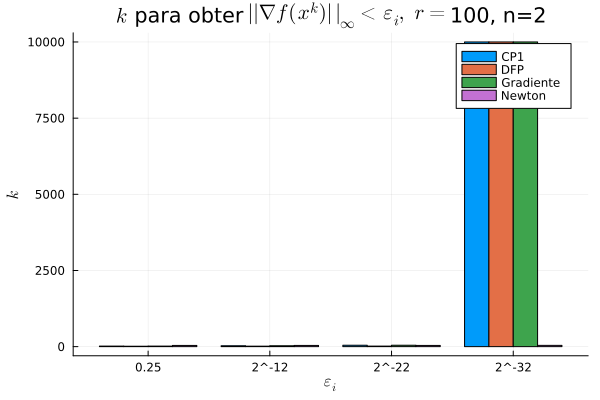 k para obter ||∇f(x^k)||_∞ < ε_i, r = 100, n=2
10000
7500
5000
2500
0
k
CP1
DFP
Gradiente
Newton
0.25 2^-12 2^-22 2^-32
ε_i